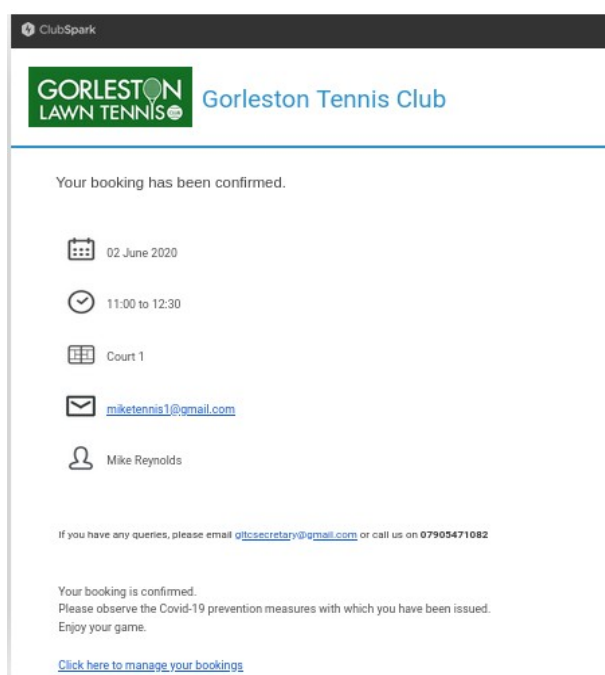 ClubSpark
GORLESTON
LAWN TENNIS CLUB
Gorleston Tennis Club
Your booking has been confirmed.
02 June 2020
11:00 to 12:30
Court 1
miketennis1@gmail.com
Mike Reynolds
If you have any queries, please email gltcsecretary@gmail.com or call us on 07905471082
Your booking is confirmed.
Please observe the Covid-19 prevention measures with which you have been issued.
Enjoy your game.
Click here to manage your bookings